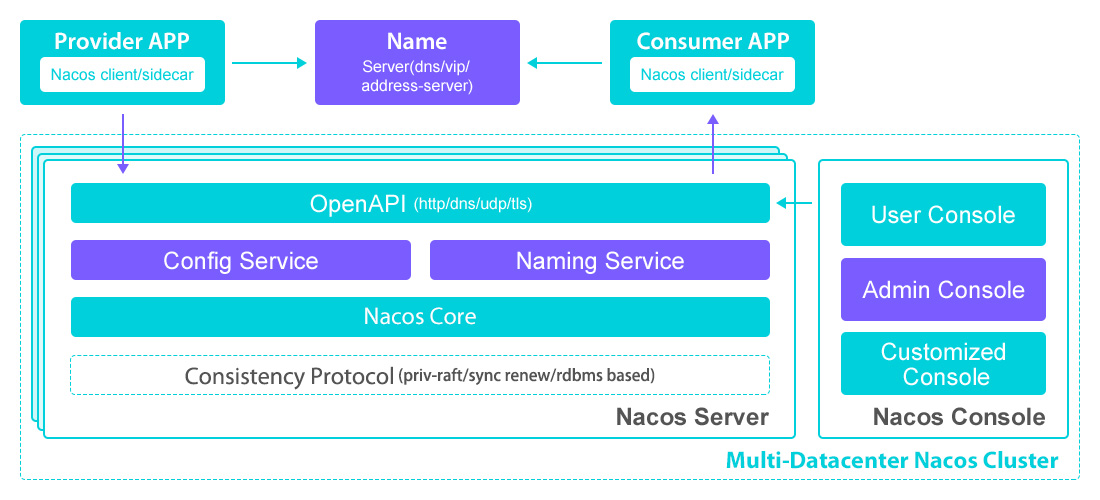 Provider APP
Nacos client/sidecar
Name
Server(dns/vip/
address-server)
Consumer APP
Nacos client/sidecar
OpenAPI (http/dns/udp/tls)
Config Service
Naming Service
Nacos Core
Consistency Protocol (priv-raft/sync renew/rdbms based)
Nacos Server
User Console
Admin Console
Customized
Console
Nacos Console
Multi-Datacenter Nacos Cluster